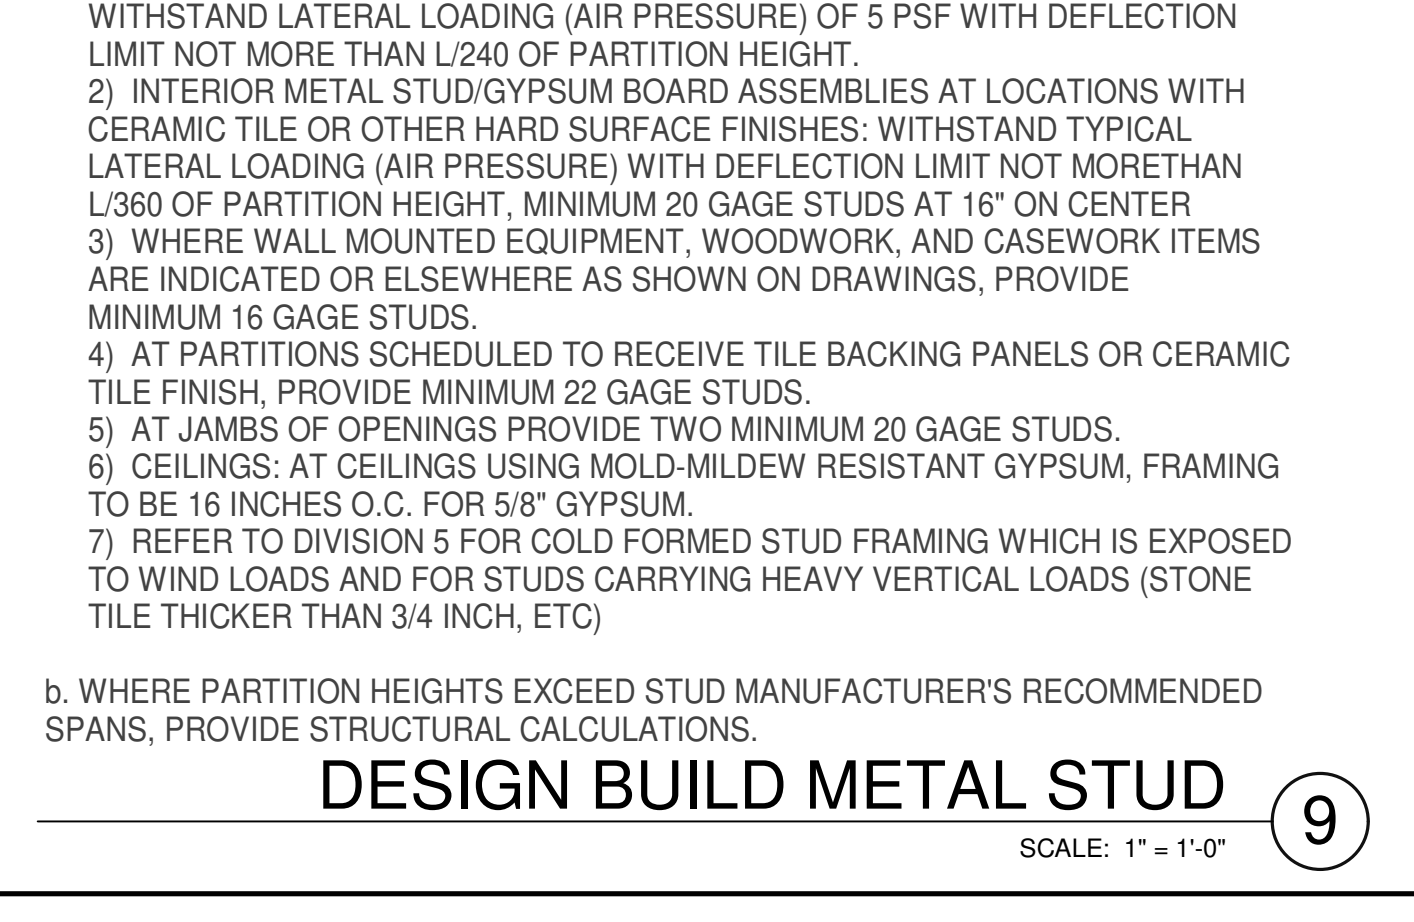 WITHSTAND LATERAL LOADING (AIR PRESSURE) OF 5 PSF WITH DEFLECTION
LIMIT NOT MORE THAN L/240 OF PARTITION HEIGHT.
2) INTERIOR METAL STUD/GYPSUM BOARD ASSEMBLIES AT LOCATIONS WITH
CERAMIC TILE OR OTHER HARD SURFACE FINISHES: WITHSTAND TYPICAL
LATERAL LOADING (AIR PRESSURE) WITH DEFLECTION LIMIT NOT MORETHAN
L/360 OF PARTITION HEIGHT, MINIMUM 20 GAGE STUDS AT 16" ON CENTER
3) WHERE WALL MOUNTED EQUIPMENT, WOODWORK, AND CASEWORK ITEMS
ARE INDICATED OR ELSEWHERE AS SHOWN ON DRAWINGS, PROVIDE
MINIMUM 16 GAGE STUDS.
4) AT PARTITIONS SCHEDULED TO RECEIVE TILE BACKING PANELS OR CERAMIC
TILE FINISH, PROVIDE MINIMUM 22 GAGE STUDS.
5) AT JAMBS OF OPENINGS PROVIDE TWO MINIMUM 20 GAGE STUDS.
6) CEILINGS: AT CEILINGS USING MOLD-MILDEW RESISTANT GYPSUM, FRAMING
TO BE 16 INCHES O.C. FOR 5/8" GYPSUM.
7) REFER TO DIVISION 5 FOR COLD FORMED STUD FRAMING WHICH IS EXPOSED
TO WIND LOADS AND FOR STUDS CARRYING HEAVY VERTICAL LOADS (STONE
TILE THICKER THAN 3/4 INCH, ETC)
b. WHERE PARTITION HEIGHTS EXCEED STUD MANUFACTURER'S RECOMMENDED
SPANS, PROVIDE STRUCTURAL CALCULATIONS.
DESIGN BUILD METAL STUD
9
SCALE: 1" = 1'-0"